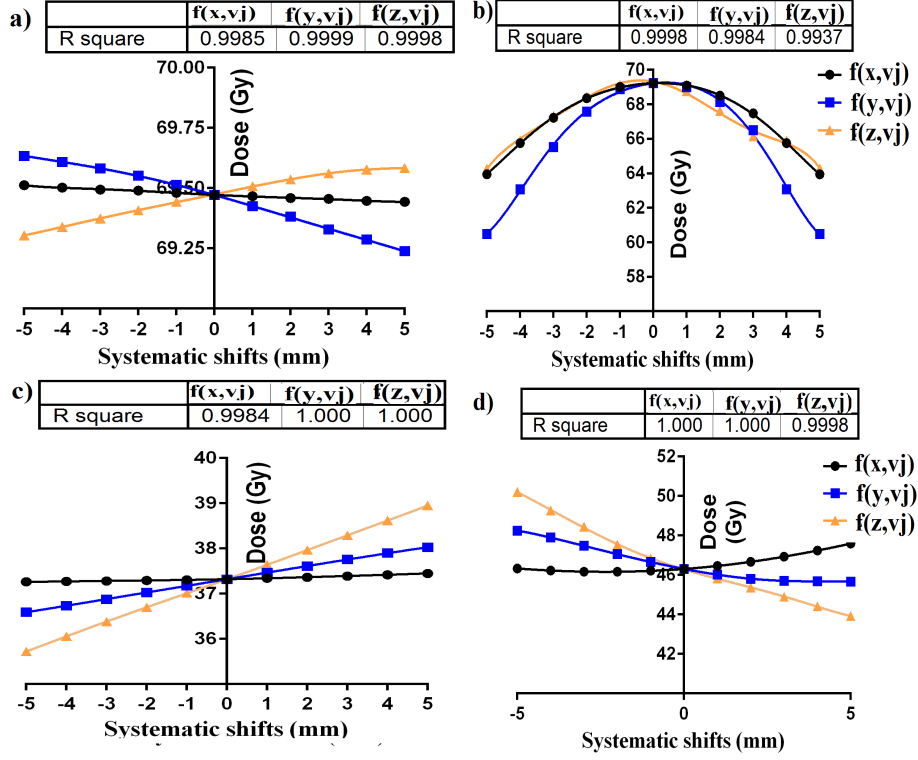 a)
f(x,vj) f(y,vj) f(z,vj)
R square 0.9985 0.9999 0.9998
70.00
69.75
69.50
69.25
Dose (Gy)
-5 -4 -3 -2 -1 0 1 2 3 4 5
Systematic shifts (mm)
b)
f(x,vj) f(y,vj) f(z,vj)
R square 0.9998 0.9984 0.9937
70
68
66
64
62
60
58
Dose (Gy)
f(x,vj)
f(y,vj)
f(z,vj)
-5 -4 -3 -2 -1 0 1 2 3 4 5
Systematic shifts (mm)
c)
f(x,vj) f(y,vj) f(z,vj)
R square 0.9984 1.000 1.000
40
39
38
37
36
Dose (Gy)
-5 -4 -3 -2 -1 0 1 2 3 4 5
Systematic shifts (mm)
d)
f(x,vj) f(y,vj) f(z,vj)
R square 1.000 1.000 0.9998
52
50
48
46
44
42
Dose
(Gy)
f(x,vj)
f(y,vj)
f(z,vj)
-5 0 5
Systematic shifts (mm)